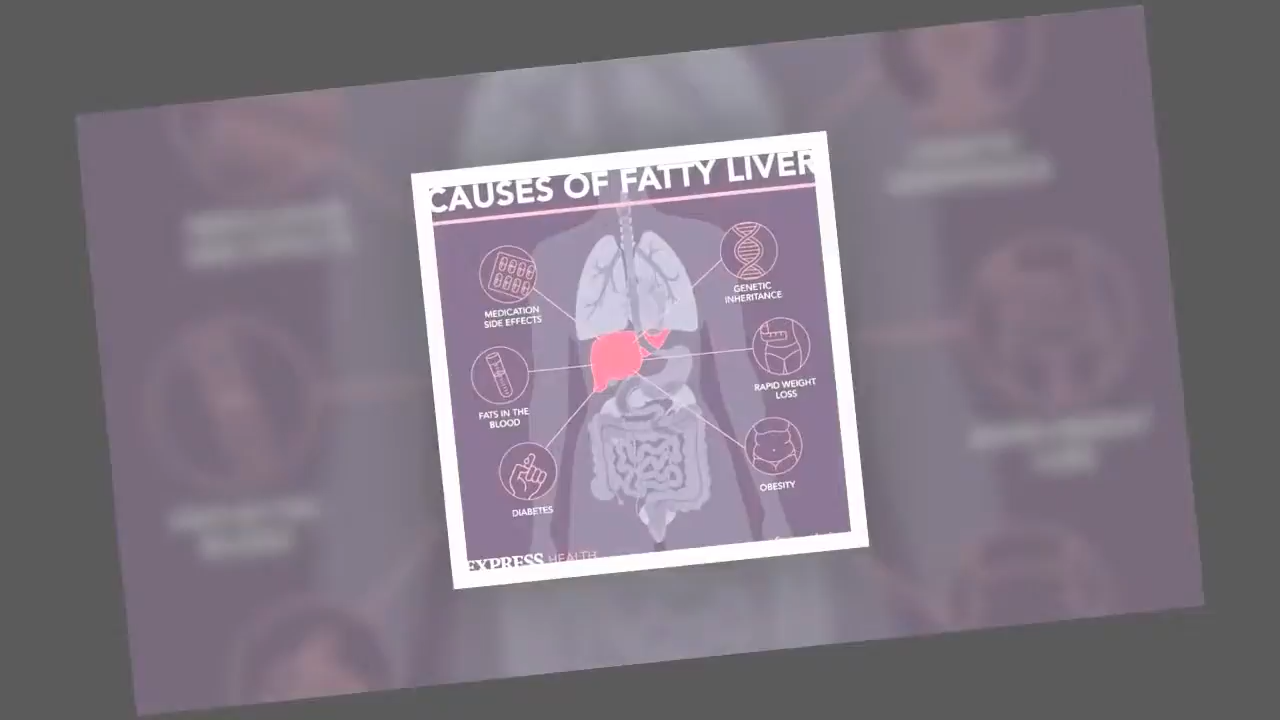 CAUSES OF FATTY LIVER
MEDICATION
SIDE EFFECTS
FATS IN THE
BLOOD
DIABETES
GENETIC
INHERITANCE
RAPID WEIGHT
LOSS
OBESITY
EXPRESS HEALTH